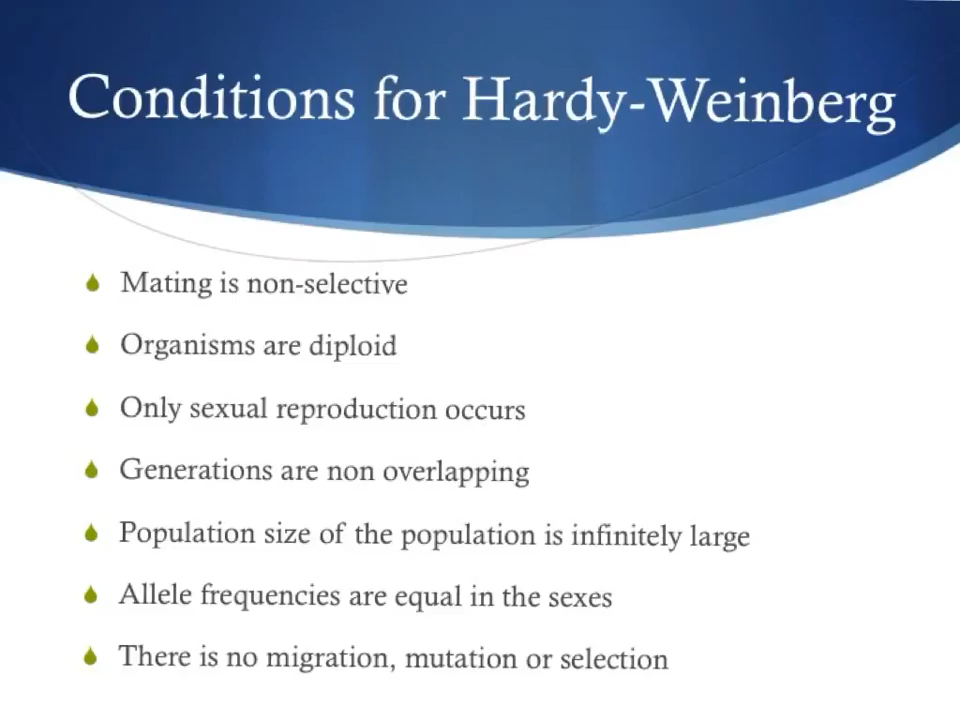 Conditions for Hardy-Weinberg
Mating is non-selective
Organisms are diploid
Only sexual reproduction occurs
Generations are non overlapping
Population size of the population is infinitely large
Allele frequencies are equal in the sexes
There is no migration, mutation or selection